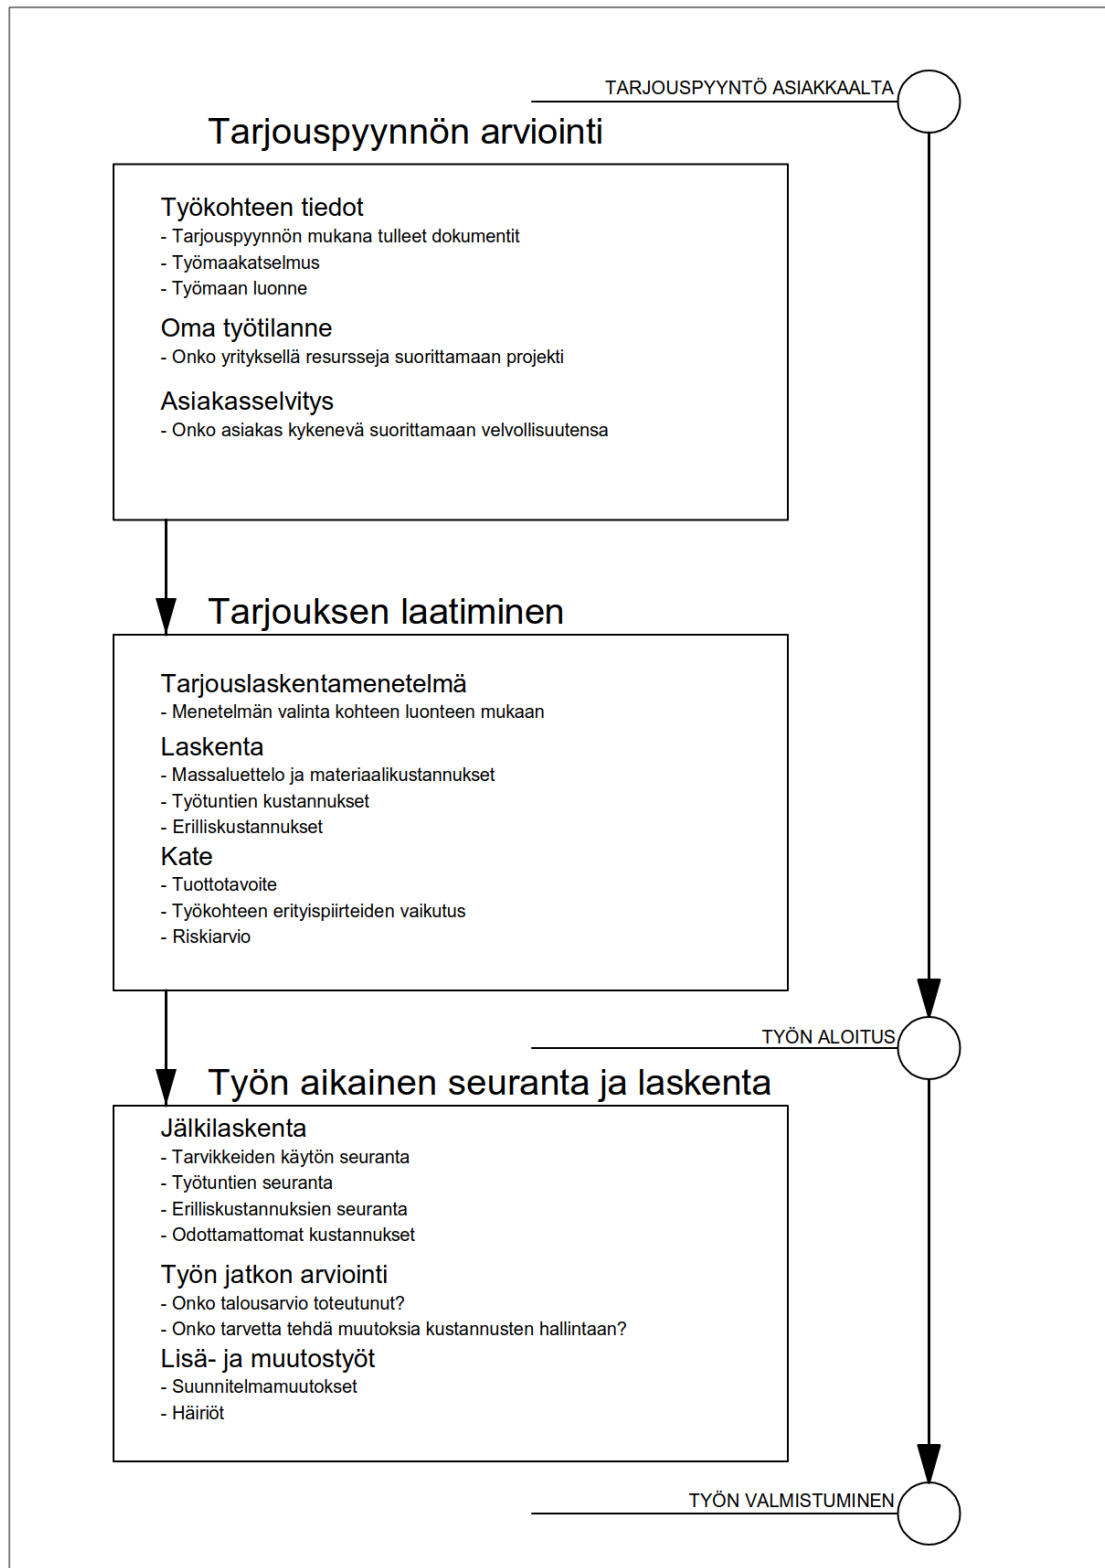 TARJOUSPYYNTÖ ASIAKKAALTA
Tarjouspyynnön arviointi
Työkohteen tiedot
- Tarjouspyynnön mukana tulleet dokumentit
- Työmaakatselmus
- Työmaan luonne
Oma työtilanne
- Onko yrityksellä resursseja suorittamaan projekti
Asiakasselvitys
- Onko asiakas kykenevä suorittamaan velvollisuutensa
Tarjouksen laatiminen
Tarjouslaskentamenetelmä
- Menetelmän valinta kohteen luonteen mukaan
Laskenta
- Massaluettelo ja materiaalikustannukset
- Työtuntien kustannukset
- Erilliskustannukset
Kate
- Tuottotavoite
- Työkohteen erityispiirteiden vaikutus
- Riskiarvio
TYÖN ALOITUS
Työn aikainen seuranta ja laskenta
Jälkilaskenta
- Tarvikkeiden käytön seuranta
- Työtuntien seuranta
- Erilliskustannuksien seuranta
- Odottamattomat kustannukset
Työn jatkon arviointi
- Onko talousarvio toteutunut?
- Onko tarvetta tehdä muutoksia kustannusten hallintaan?
Lisä- ja muutostyöt
- Suunnitelmamuutokset
- Häiriöt
TYÖN VALMISTUMINEN